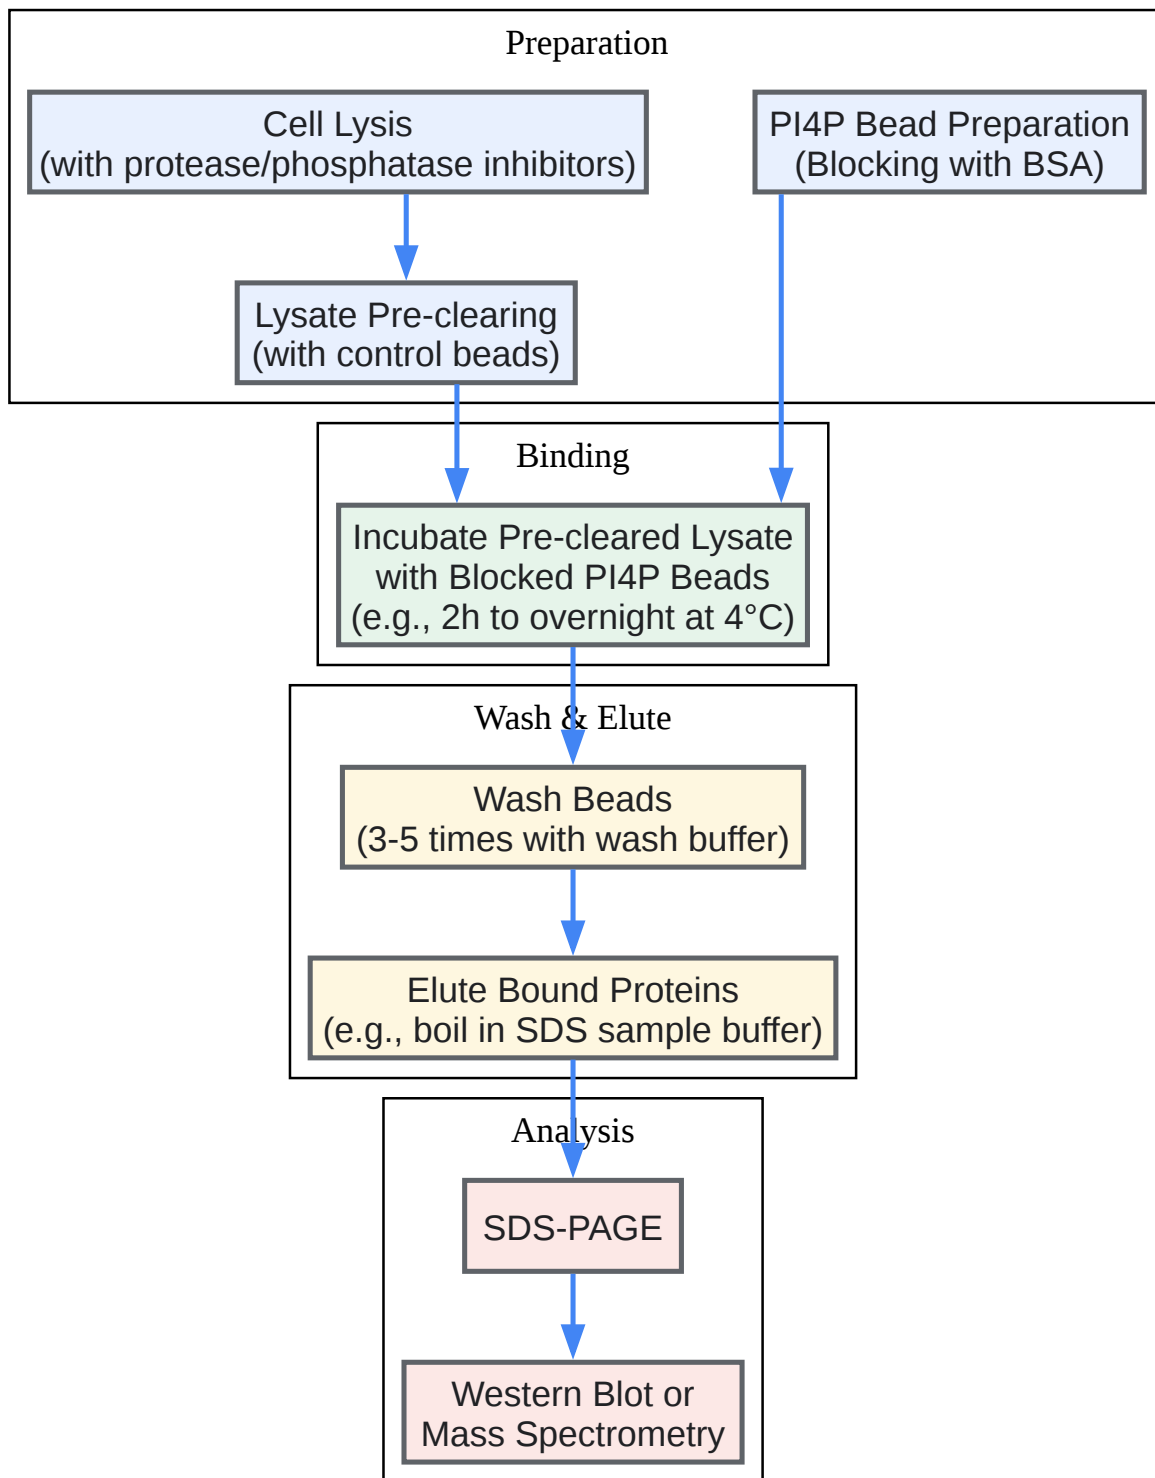 Preparation
Cell Lysis
(with protease/phosphatase inhibitors)
PI4P Bead Preparation
(Blocking with BSA)
Lysate Pre-clearing
(with control beads)
Binding
Incubate Pre-cleared Lysate
with Blocked PI4P Beads
(e.g., 2h to overnight at 4°C)
Wash & Elute
Wash Beads
(3-5 times with wash buffer)
Elute Bound Proteins
(e.g., boil in SDS sample buffer)
Analysis
SDS-PAGE
Western Blot or
Mass Spectrometry